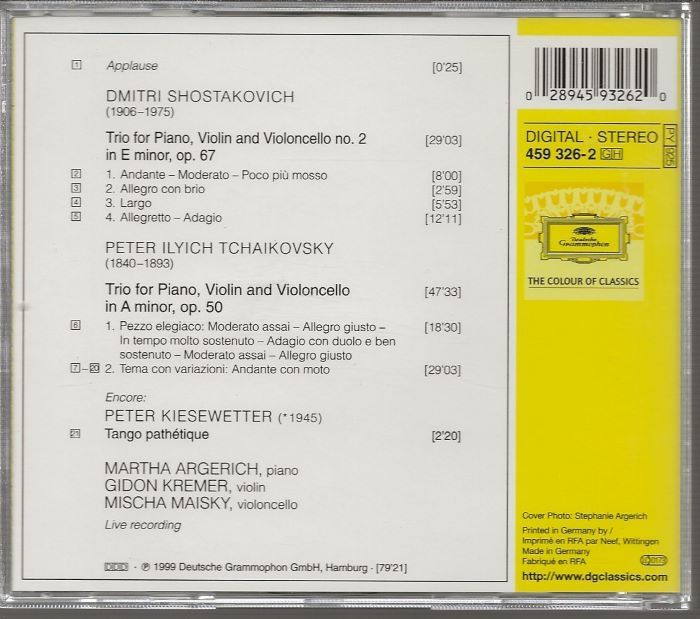 1 Applause [0'25]
DMITRI SHOSTAKOVICH
(1906–1975)
Trio for Piano, Violin and Violoncello no. 2 [29'03]
in E minor, op. 67
2 1. Andante – Moderato – Poco più mosso [8'00]
3 2. Allegro con brio [2'59]
4 3. Largo [5'53]
5 4. Allegretto – Adagio [12'11]
PETER ILYICH TCHAIKOVSKY
(1840–1893)
Trio for Piano, Violin and Violoncello [47'33]
in A minor, op. 50
6 1. Pezzo elegiaco: Moderato assai – Allegro giusto – [18'30]
In tempo molto sostenuto – Adagio con duolo e ben
sostenuto – Moderato assai – Allegro giusto
7–20 2. Tema con variazioni: Andante con moto [29'03]
Encore:
PETER KIESEWETTER (*1945)
21 Tango pathétique [2'20]
MARTHA ARGERICH, piano
GIDON KREMER, violin
MISCHA MAISKY, violoncello
Live recording
DDD · ℗ 1999 Deutsche Grammophon GmbH, Hamburg · [79'21]
0 28945 93262 0
DIGITAL · STEREO
459 326-2 GH
PY 925
Deutsche
Grammophon
THE COLOUR OF CLASSICS
Cover Photo: Stephanie Argerich
Printed in Germany by /
Imprimé en RFA par Neef, Wittingen
Made in Germany
Fabriqué en RFA
http://www.dgclassics.com